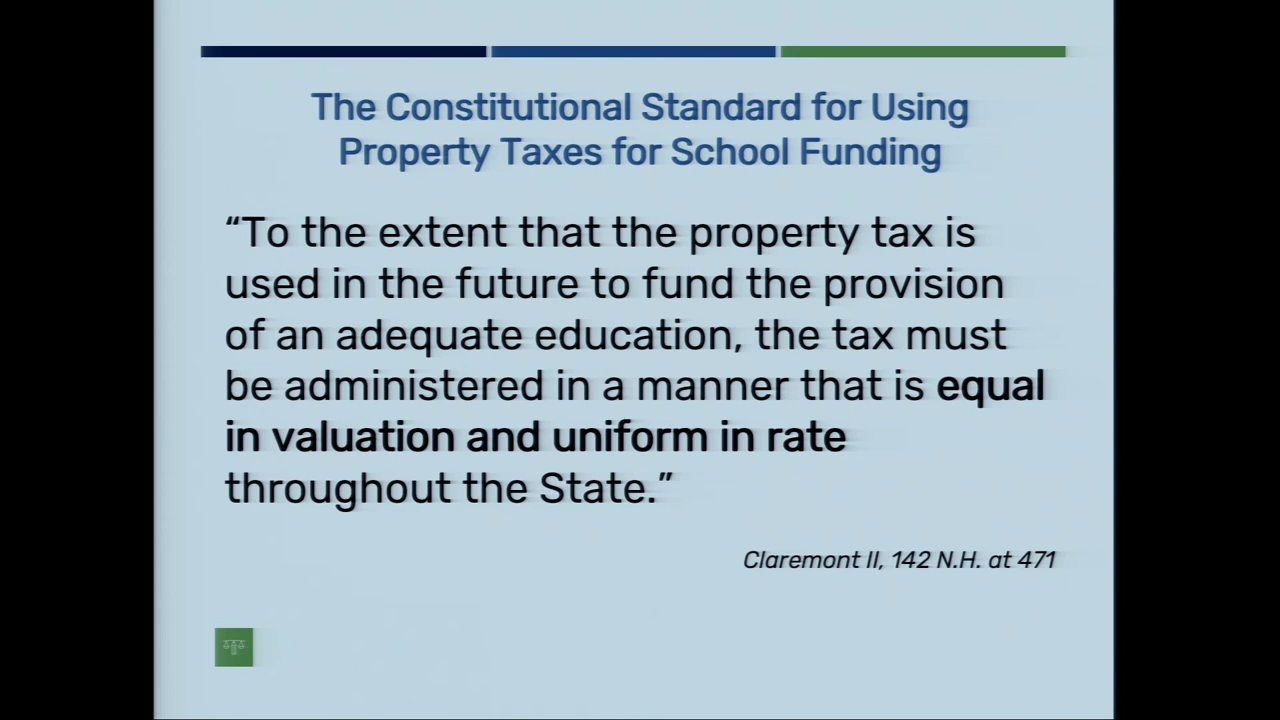 The Constitutional Standard for Using
Property Taxes for School Funding
“To the extent that the property tax is
used in the future to fund the provision
of an adequate education, the tax must
be administered in a manner that is equal
in valuation and uniform in rate
throughout the State.”
Claremont II, 142 N.H. at 471